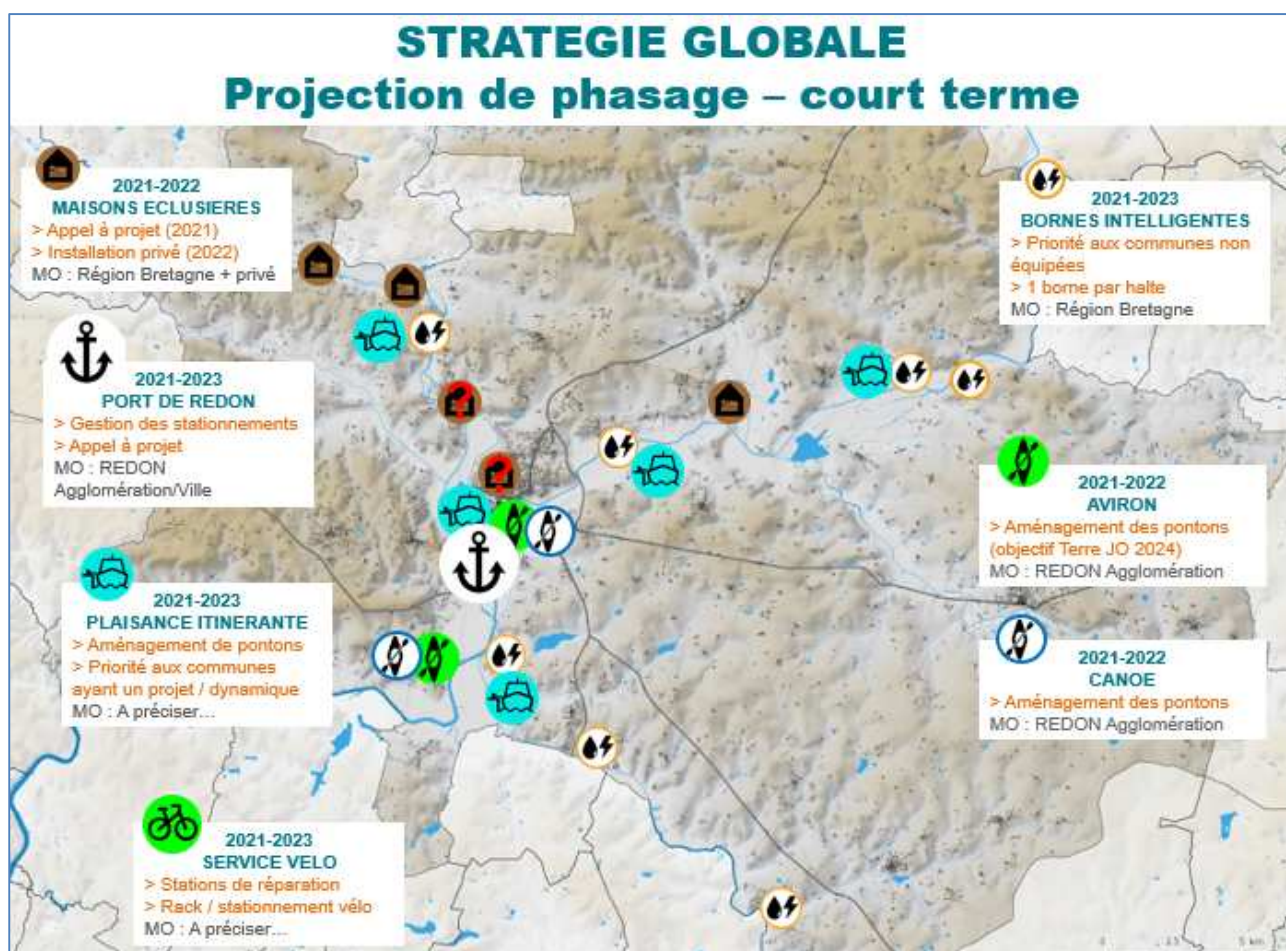 STRATEGIE GLOBALE
Projection de phasage – court terme
2021-2022
MAISONS ECLUSIERES
> Appel à projet (2021)
> Installation privé (2022)
MO : Région Bretagne + privé
2021-2023
PORT DE REDON
> Gestion des stationnements
> Appel à projet
MO : REDON
Agglomération/Ville
2021-2023
PLAISANCE ITINERANTE
> Aménagement de pontons
> Priorité aux communes
ayant un projet / dynamique
MO : A préciser...
2021-2023
SERVICE VELO
> Stations de réparation
> Rack / stationnement vélo
MO : A préciser...
2021-2023
BORNES INTELLIGENTES
> Priorité aux communes non
équipées
> 1 borne par halte
MO : Région Bretagne
2021-2022
AVIRON
> Aménagement des pontons
(objectif Terre JO 2024)
MO : REDON Agglomération
2021-2022
CANOE
> Aménagement des pontons
MO : REDON Agglomération